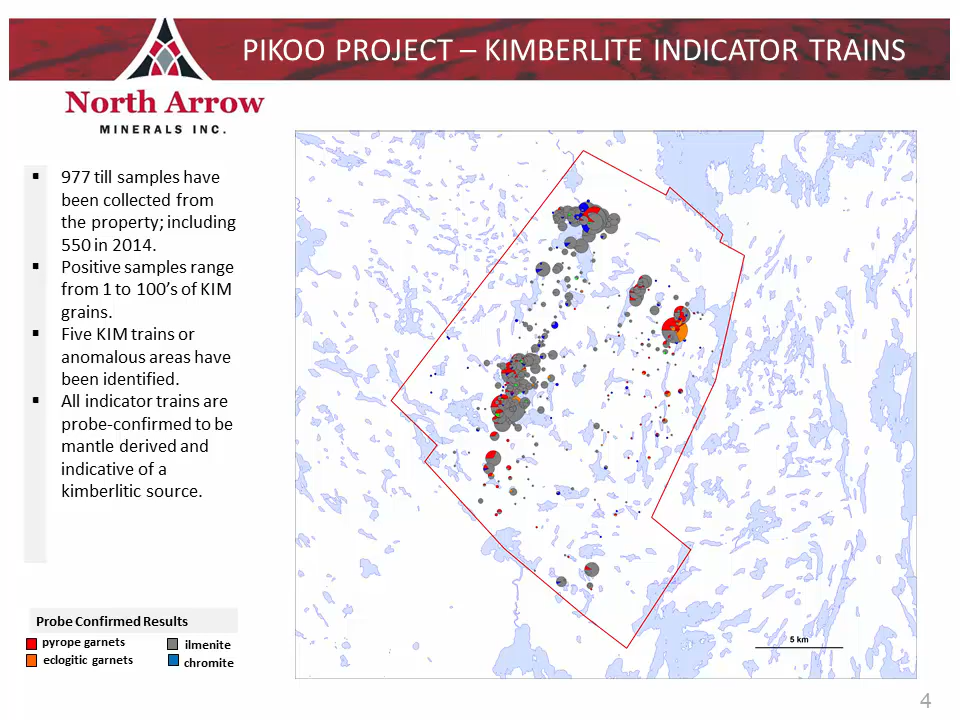 PIKOO PROJECT – KIMBERLITE INDICATOR TRAINS
North Arrow
MINERALS INC.
▪ 977 till samples have
been collected from
the property; including
550 in 2014.
▪ Positive samples range
from 1 to 100’s of KIM
grains.
▪ Five KIM trains or
anomalous areas have
been identified.
▪ All indicator trains are
probe-confirmed to be
mantle derived and
indicative of a
kimberlitic source.
Probe Confirmed Results
pyrope garnets
ilmenite
eclogitic garnets
chromite
5 km
4